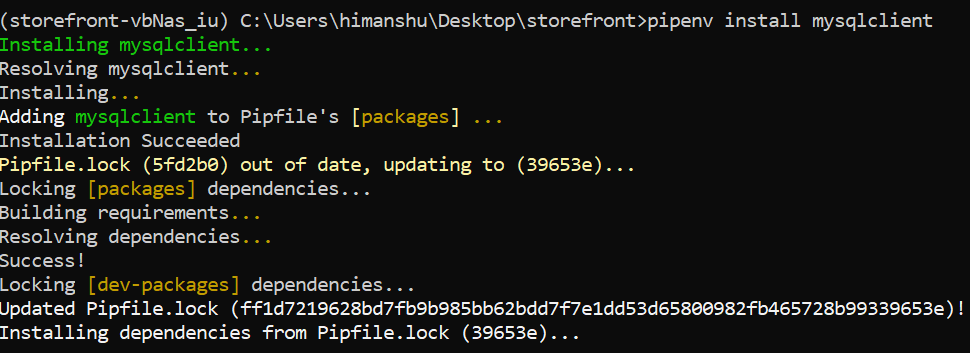 (storefront-vbNas_iu) C:\Users\himanshu\Desktop\storefront>pipenv install mysqlclient
Installing mysqlclient...
Resolving mysqlclient...
Installing...
Adding mysqlclient to Pipfile's [packages] ...
Installation Succeeded
Pipfile.lock (5fd2b0) out of date, updating to (39653e)...
Locking [packages] dependencies...
Building requirements...
Resolving dependencies...
Success!
Locking [dev-packages] dependencies...
Updated Pipfile.lock (ff1d7219628bd7fb9b985bb62bdd7f7e1dd53d65800982fb465728b99339653e)!
Installing dependencies from Pipfile.lock (39653e)...